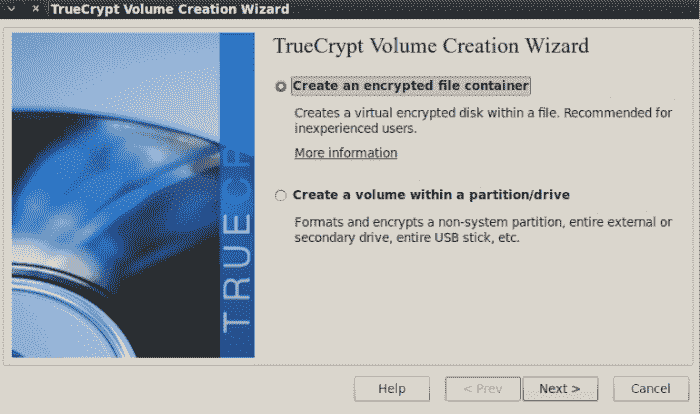 TrueCrypt Volume Creation Wizard
TrueCrypt Volume Creation Wizard
Create an encrypted file container
Creates a virtual encrypted disk within a file. Recommended for
inexperienced users.
More information
Create a volume within a partition/drive
Formats and encrypts a non-system partition, entire external or
secondary drive, entire USB stick, etc.
TRUECR
Help
< Prev
Next >
Cancel